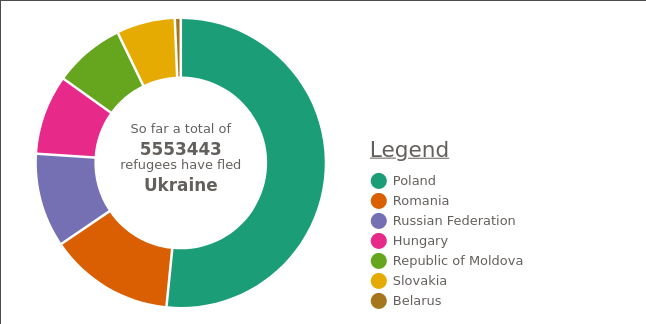 So far a total of
5553443
refugees have fled
Ukraine
Legend
Poland
Romania
Russian Federation
Hungary
Republic of Moldova
Slovakia
Belarus